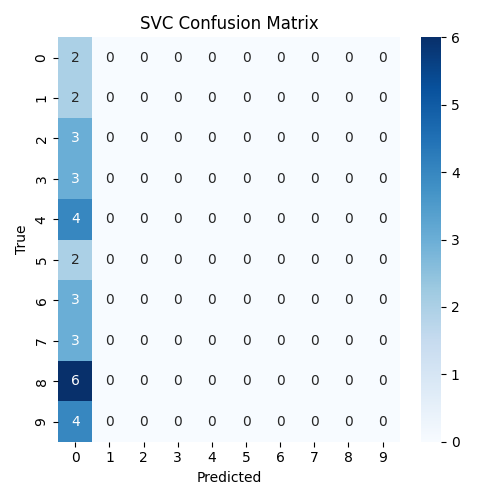 SVC Confusion Matrix
0 2 0 0 0 0 0 0 0 0 0
1 2 0 0 0 0 0 0 0 0 0
2 3 0 0 0 0 0 0 0 0 0
3 3 0 0 0 0 0 0 0 0 0
4 4 0 0 0 0 0 0 0 0 0
5 2 0 0 0 0 0 0 0 0 0
6 3 0 0 0 0 0 0 0 0 0
7 3 0 0 0 0 0 0 0 0 0
8 6 0 0 0 0 0 0 0 0 0
9 4 0 0 0 0 0 0 0 0 0
True
0 1 2 3 4 5 6 7 8 9
Predicted
6
5
4
3
2
1
0